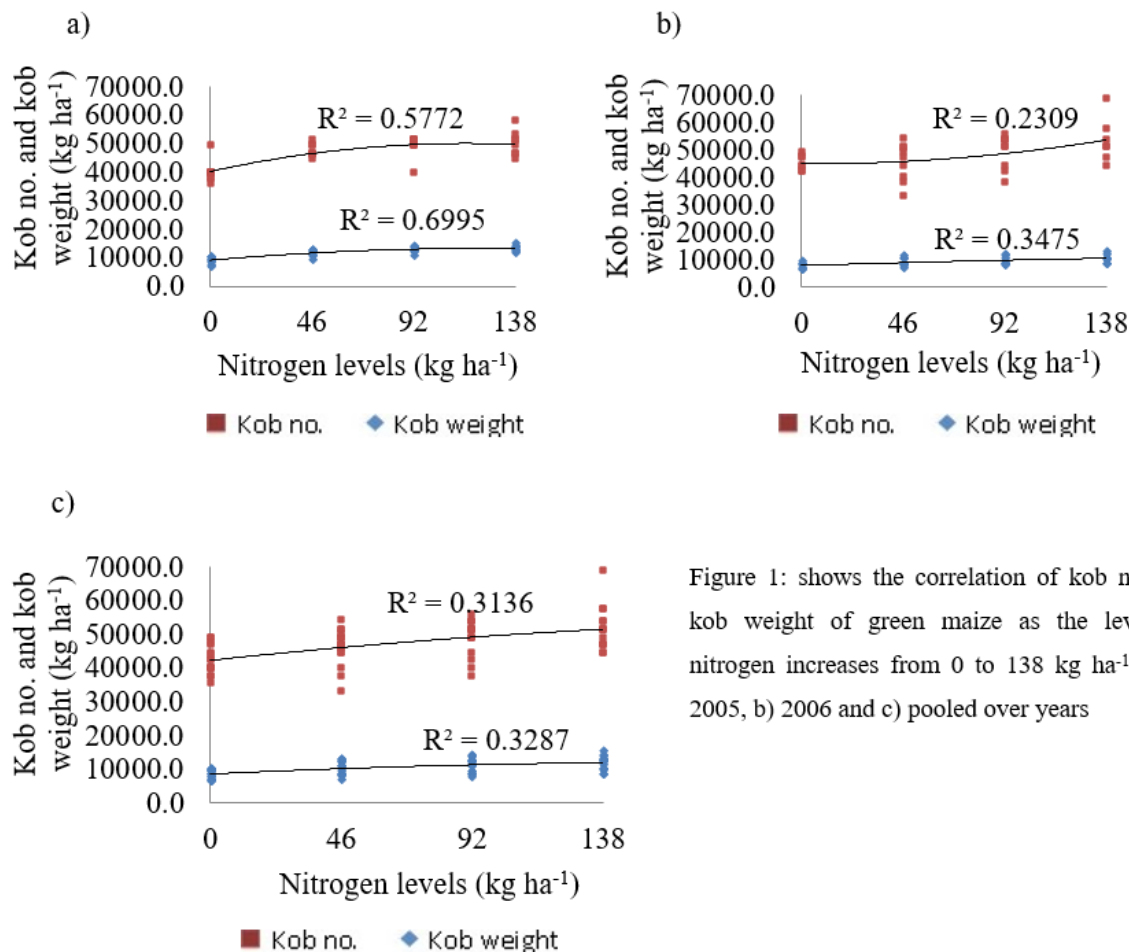 a)
Kob no. and kob
weight (kg ha⁻¹)
70000.0
60000.0
50000.0
40000.0
30000.0
20000.0
10000.0
0.0
R² = 0.5772
R² = 0.6995
0 46 92 138
Nitrogen levels (kg ha⁻¹)
Kob no. Kob weight
b)
Kob no. and kob
weight (kg ha⁻¹)
70000.0
60000.0
50000.0
40000.0
30000.0
20000.0
10000.0
0.0
R² = 0.2309
R² = 0.3475
0 46 92 138
Nitrogen levels (kg ha⁻¹)
Kob no. Kob weight
c)
Kob no. and kob
weight (kg ha⁻¹)
70000.0
60000.0
50000.0
40000.0
30000.0
20000.0
10000.0
0.0
R² = 0.3136
R² = 0.3287
0 46 92 138
Nitrogen levels (kg ha⁻¹)
Kob no. Kob weight
Figure 1: shows the correlation of kob
kob weight of green maize as the
nitrogen increases from 0 to 138 kg ha⁻¹
2005, b) 2006 and c) pooled over years